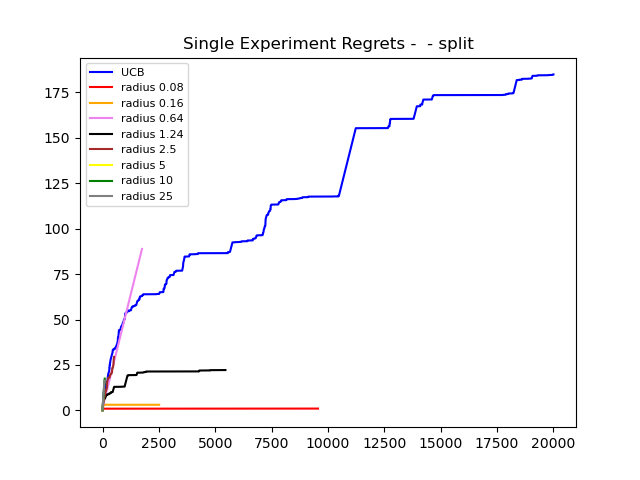 Single Experiment Regrets -  - split
UCB
radius 0.08
radius 0.16
radius 0.64
radius 1.24
radius 2.5
radius 5
radius 10
radius 25
175
150
125
100
75
50
25
0
0 2500 5000 7500 10000 12500 15000 17500 20000